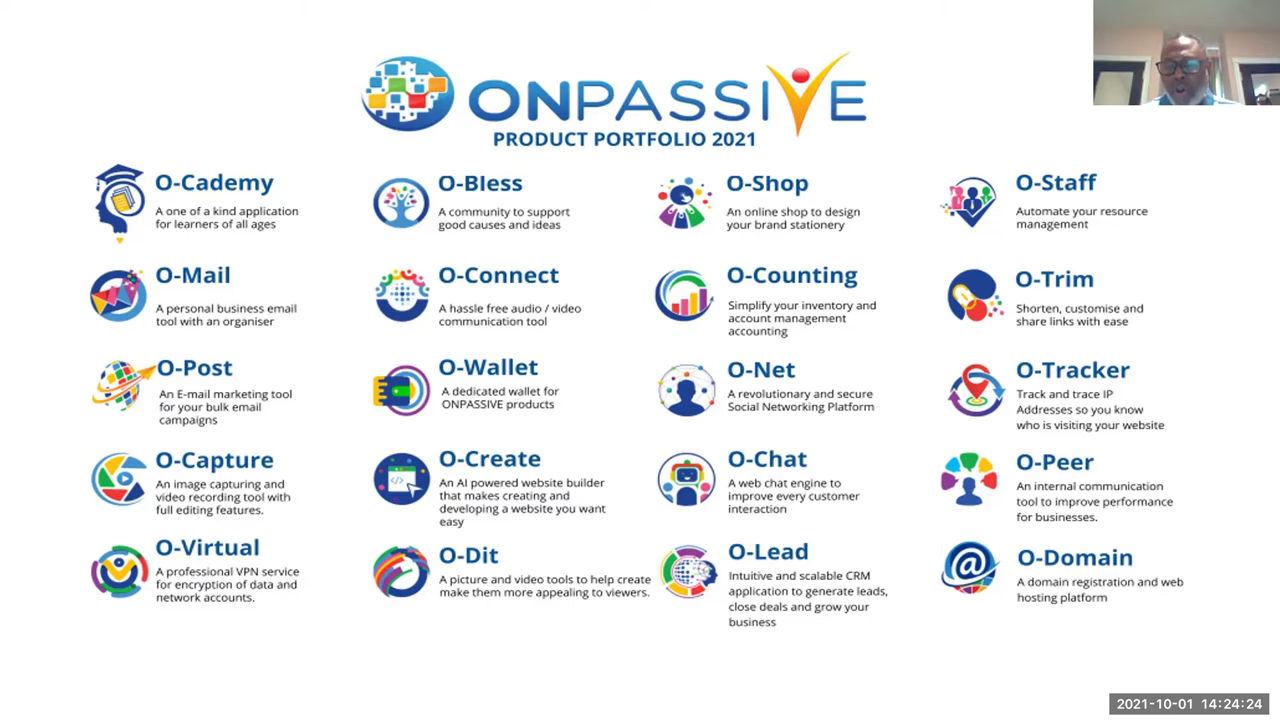 ONPASSIVE
PRODUCT PORTFOLIO 2021
O-Cademy
A one of a kind application
for learners of all ages
O-Bless
A community to support
good causes and ideas
O-Shop
An online shop to design
your brand stationery
O-Staff
Automate your resource
management
O-Mail
A personal business email
tool with an organiser
O-Connect
A hassle free audio / video
communication tool
O-Counting
Simplify your inventory and
account management
accounting
O-Trim
Shorten, customise and
share links with ease
O-Post
An E-mail marketing tool
for your bulk email
campaigns
O-Wallet
A dedicated wallet for
ONPASSIVE products
O-Net
A revolutionary and secure
Social Networking Platform
O-Tracker
Track and trace IP
Addresses so you know
who is visiting your website
O-Capture
An image capturing and
video recording tool with
full editing features.
O-Create
An AI powered website builder
that makes creating and
developing a website you want
easy
O-Chat
A web chat engine to
improve every customer
interaction
O-Peer
An internal communication
tool to improve performance
for businesses.
O-Virtual
A professional VPN service
for encryption of data and
network accounts.
O-Dit
A picture and video tools to help create
make them more appealing to viewers.
O-Lead
Intuitive and scalable CRM
application to generate leads,
close deals and grow your
business
O-Domain
A domain registration and web
hosting platform
2021-10-01 14:24:24